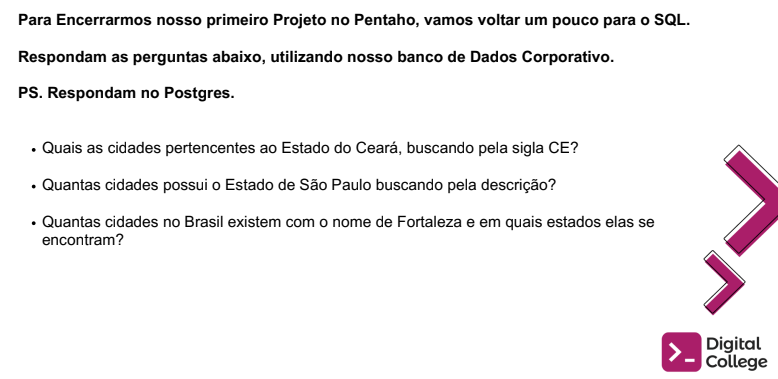 Para Encerrarmos nosso primeiro Projeto no Pentaho, vamos voltar um pouco para o SQL.
Respondam as perguntas abaixo, utilizando nosso banco de Dados Corporativo.
PS. Respondam no Postgres.
• Quais as cidades pertencentes ao Estado do Ceará, buscando pela sigla CE?
• Quantas cidades possui o Estado de São Paulo buscando pela descrição?
• Quantas cidades no Brasil existem com o nome de Fortaleza e em quais estados elas se
encontram?
Digital
College